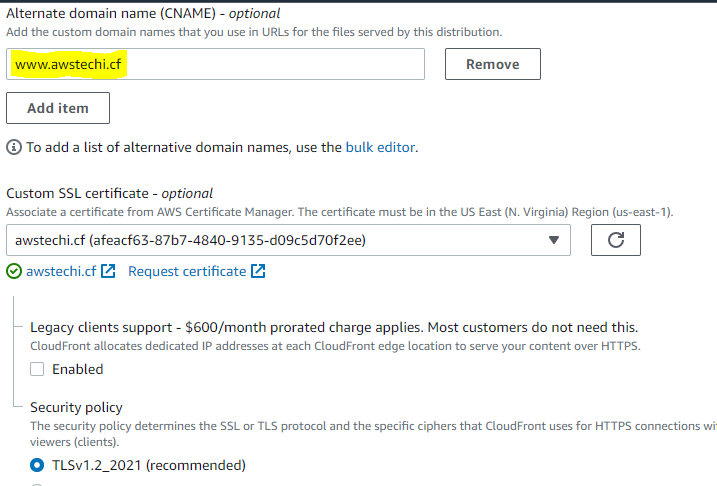 Alternate domain name (CNAME) - optional
Add the custom domain names that you use in URLs for the files served by this distribution.
www.awstechi.cf
Remove
Add item
To add a list of alternative domain names, use the bulk editor.
Custom SSL certificate - optional
Associate a certificate from AWS Certificate Manager. The certificate must be in the US East (N. Virginia) Region (us-east-1).
awstechi.cf (afeacf63-87b7-4840-9135-d09c5d70f2ee)
awstechi.cf Request certificate
Legacy clients support - $600/month prorated charge applies. Most customers do not need this.
CloudFront allocates dedicated IP addresses at each CloudFront edge location to serve your content over HTTPS.
Enabled
Security policy
The security policy determines the SSL or TLS protocol and the specific ciphers that CloudFront uses for HTTPS connections wi
viewers (clients).
TLSv1.2_2021 (recommended)